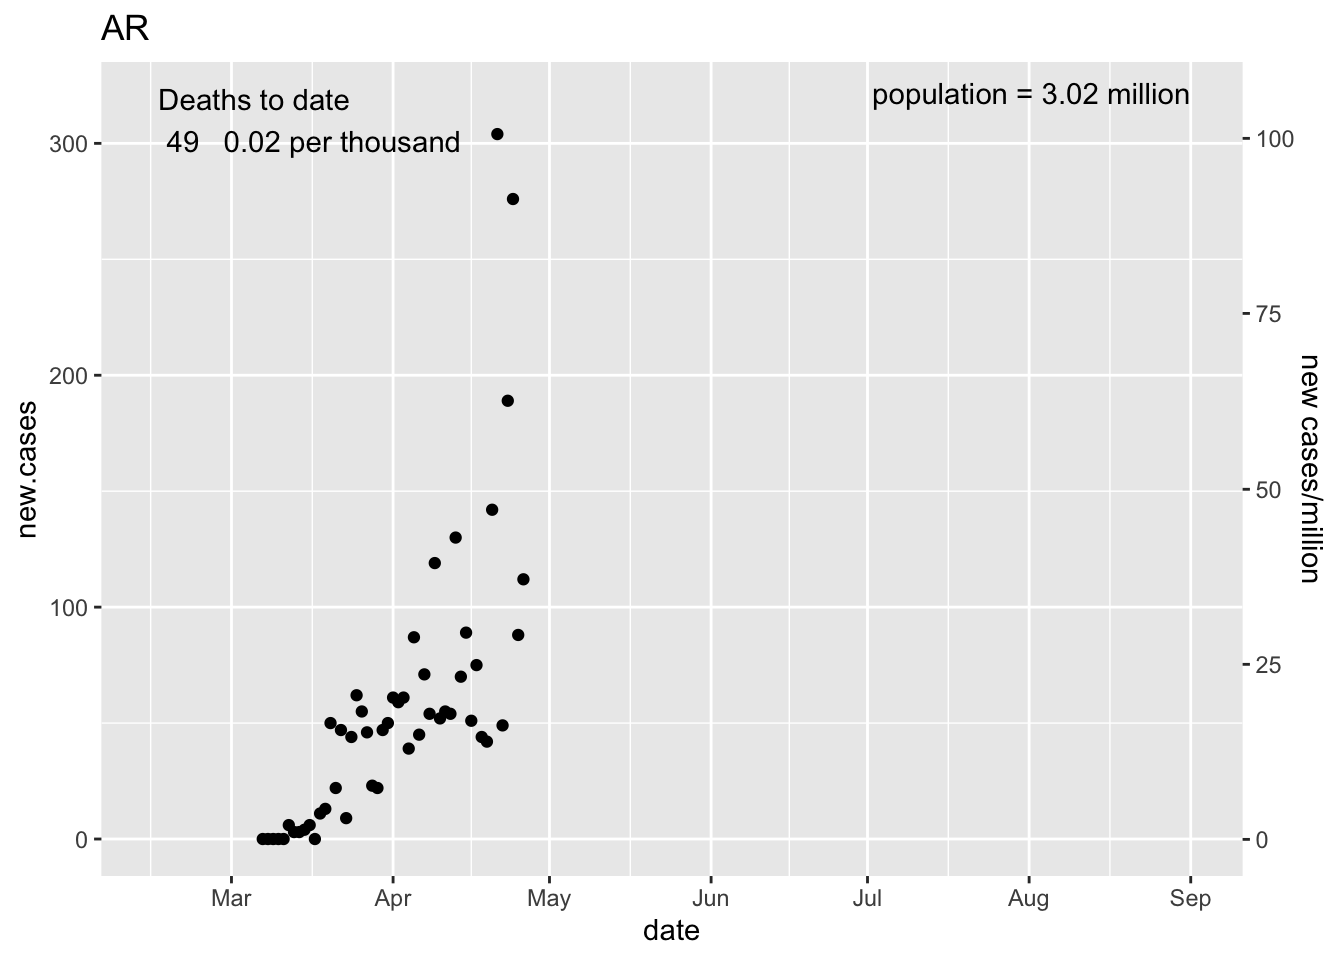 AR
Deaths to date
49 0.02 per thousand
population = 3.02 million
300
200
100
0
new.cases
100
75
50
25
0
new cases/million
Mar Apr May Jun Jul Aug Sep
date